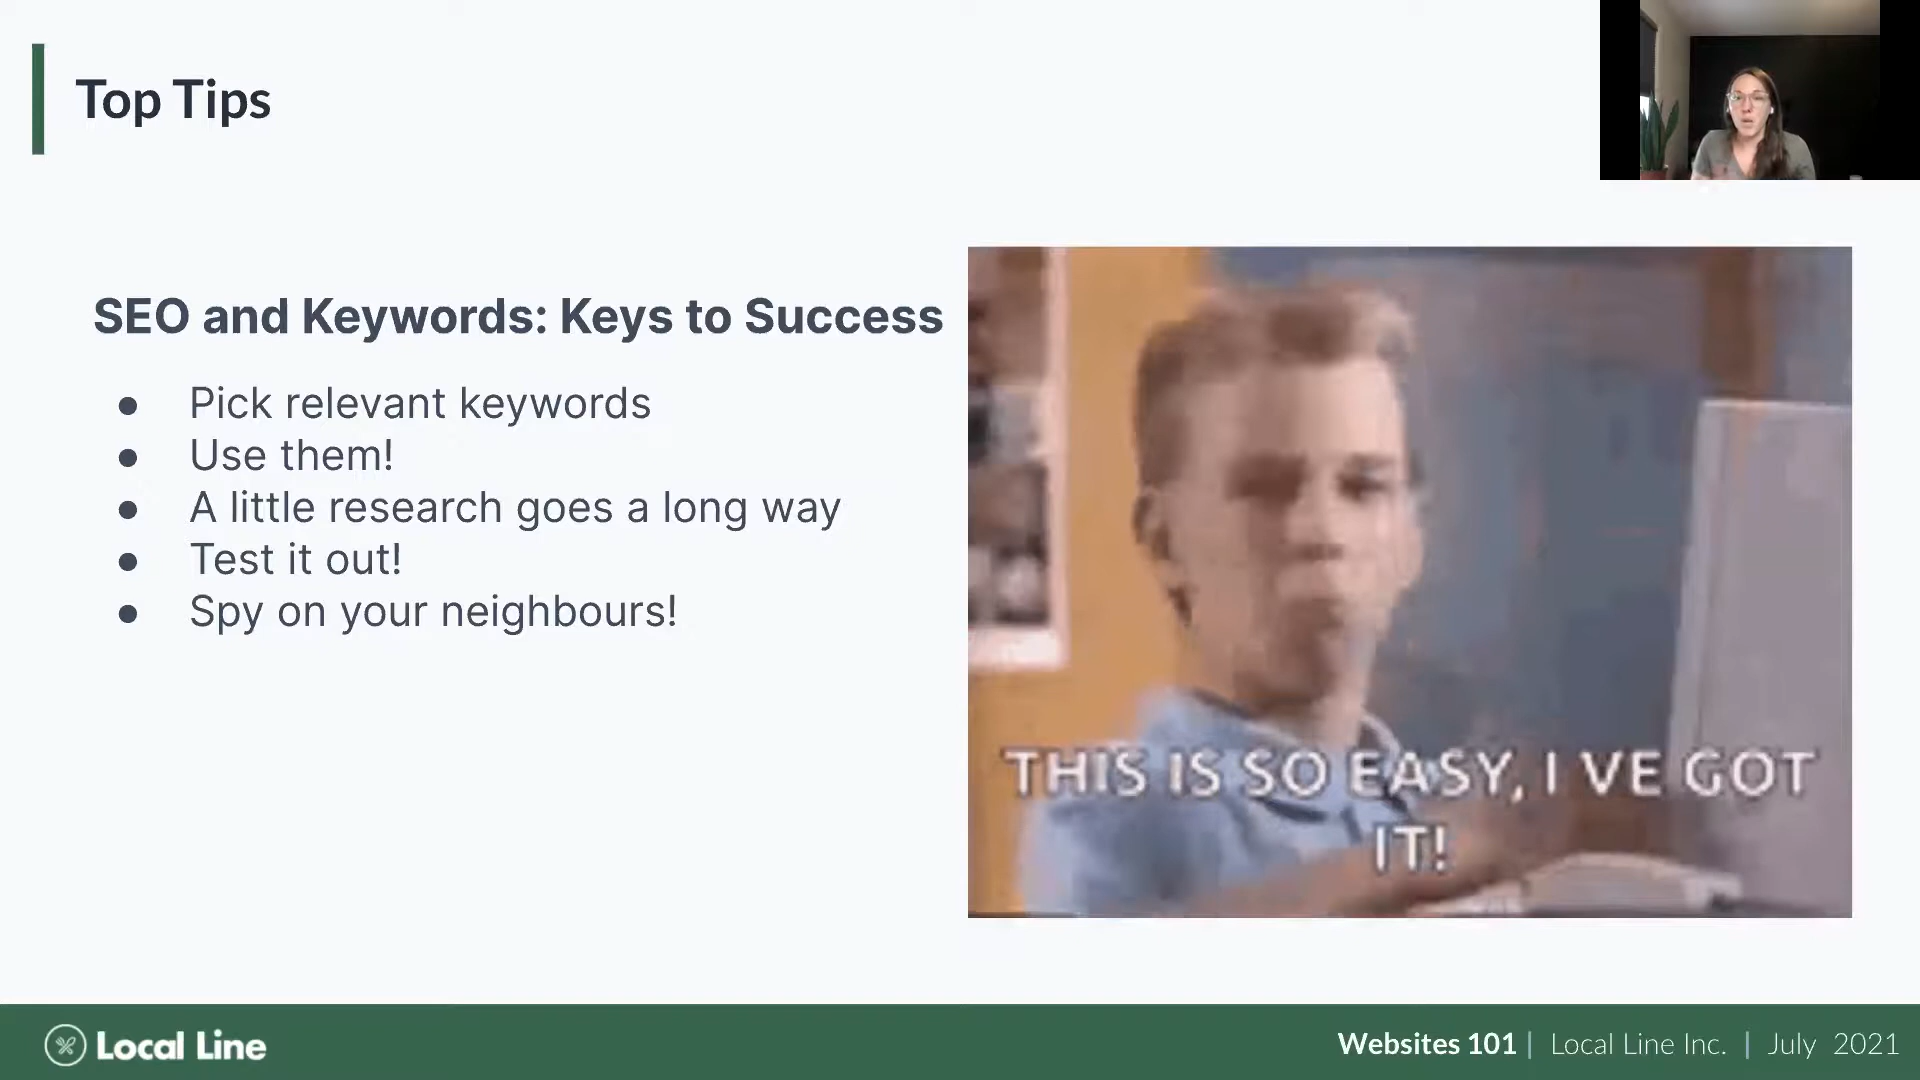 Top Tips
SEO and Keywords: Keys to Success
● Pick relevant keywords
● Use them!
● A little research goes a long way
● Test it out!
● Spy on your neighbours!
THIS IS SO EASY, I VE GOT
IT!
Local Line
Websites 101 | Local Line Inc. | July 2021